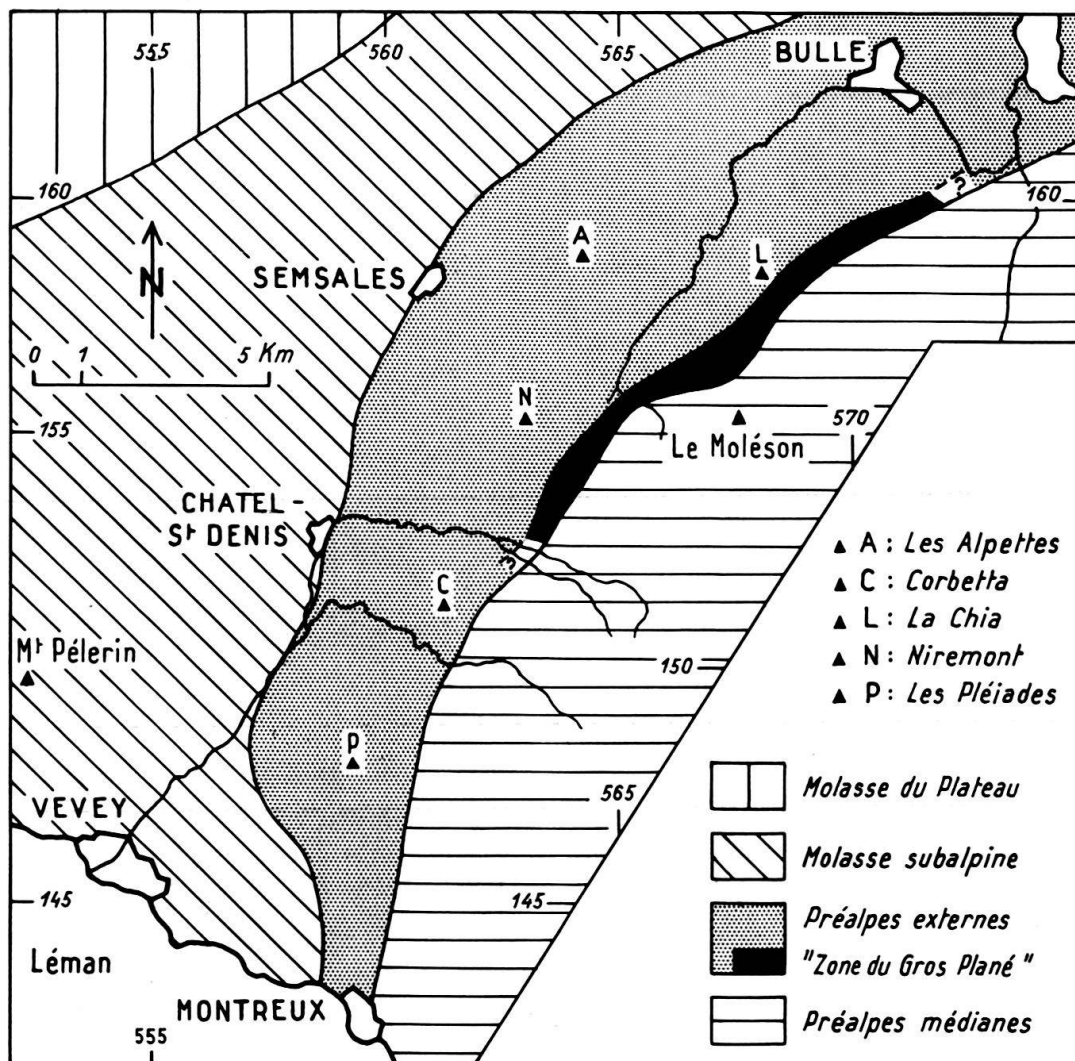 555
560
565
BULLE
160
?
160
A
N
L
SEMSALES
0 1 5 Km
N
155
570
Le Moléson
CHATEL-
St DENIS
?
C
▲ A : Les Alpettes
▲ C : Corbetta
▲ L : La Chia
▲ N : Niremont
▲ P : Les Pléiades
Mt Pélerin
150
P
VEVEY
565
Molasse du Plateau
Molasse subalpine
145
145
Préalpes externes
"Zone du Gros Plané"
Léman
MONTREUX
Préalpes médianes
555